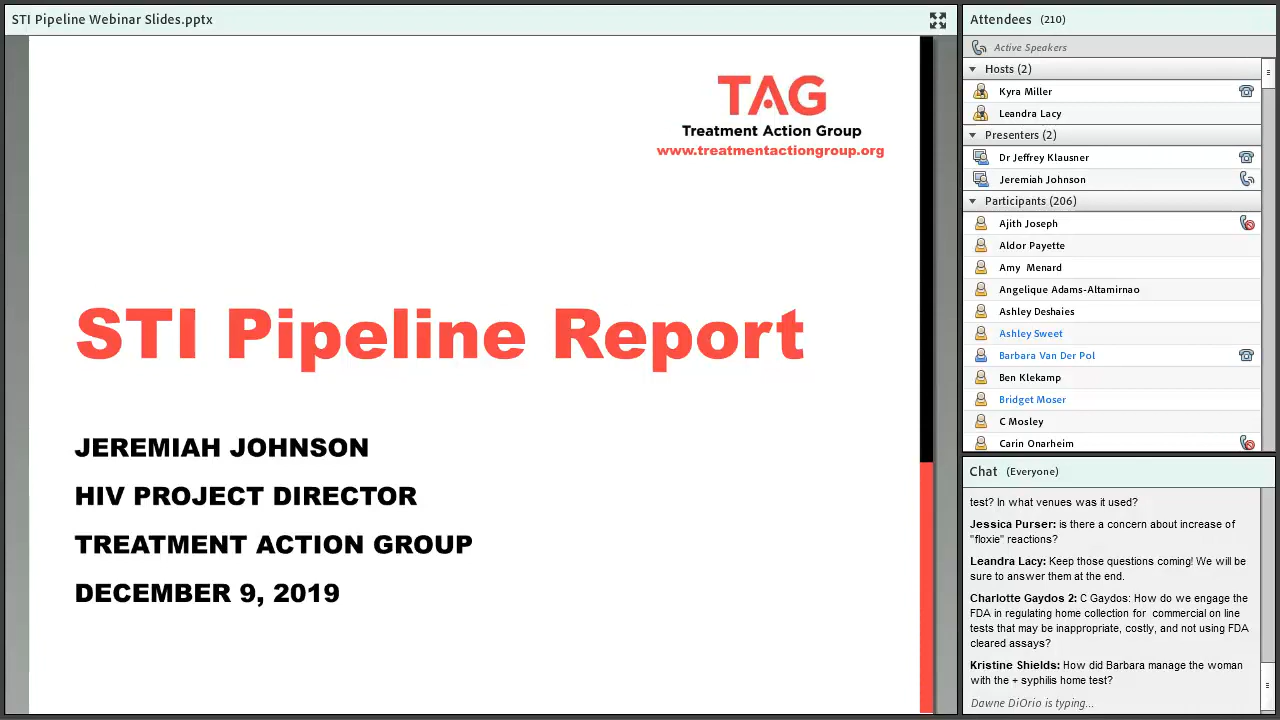 STI Pipeline Webinar Slides.pptx
TAG
Treatment Action Group
www.treatmentactiongroup.org
STI Pipeline Report
JEREMIAH JOHNSON
HIV PROJECT DIRECTOR
TREATMENT ACTION GROUP
DECEMBER 9, 2019
Attendees (210)
Active Speakers
Hosts (2)
Kyra Miller
Leandra Lacy
Presenters (2)
Dr Jeffrey Klausner
Jeremiah Johnson
Participants (206)
Ajith Joseph
Aldor Payette
Amy Menard
Angelique Adams-Altamirnao
Ashley Deshaies
Ashley Sweet
Barbara Van Der Pol
Ben Klekamp
Bridget Moser
C Mosley
Carin Onarheim
Chat (Everyone)
test? In what venues was it used?
Jessica Purser: is there a concern about increase of
"floxie" reactions?
Leandra Lacy: Keep those questions coming! We will be
sure to answer them at the end.
Charlotte Gaydos 2: C Gaydos: How do we engage the
FDA in regulating home collection for commercial on line
tests that may be inappropriate, costly, and not using FDA
cleared assays?
Kristine Shields: How did Barbara manage the woman
with the + syphilis home test?
Dawne DiOrio is typing...